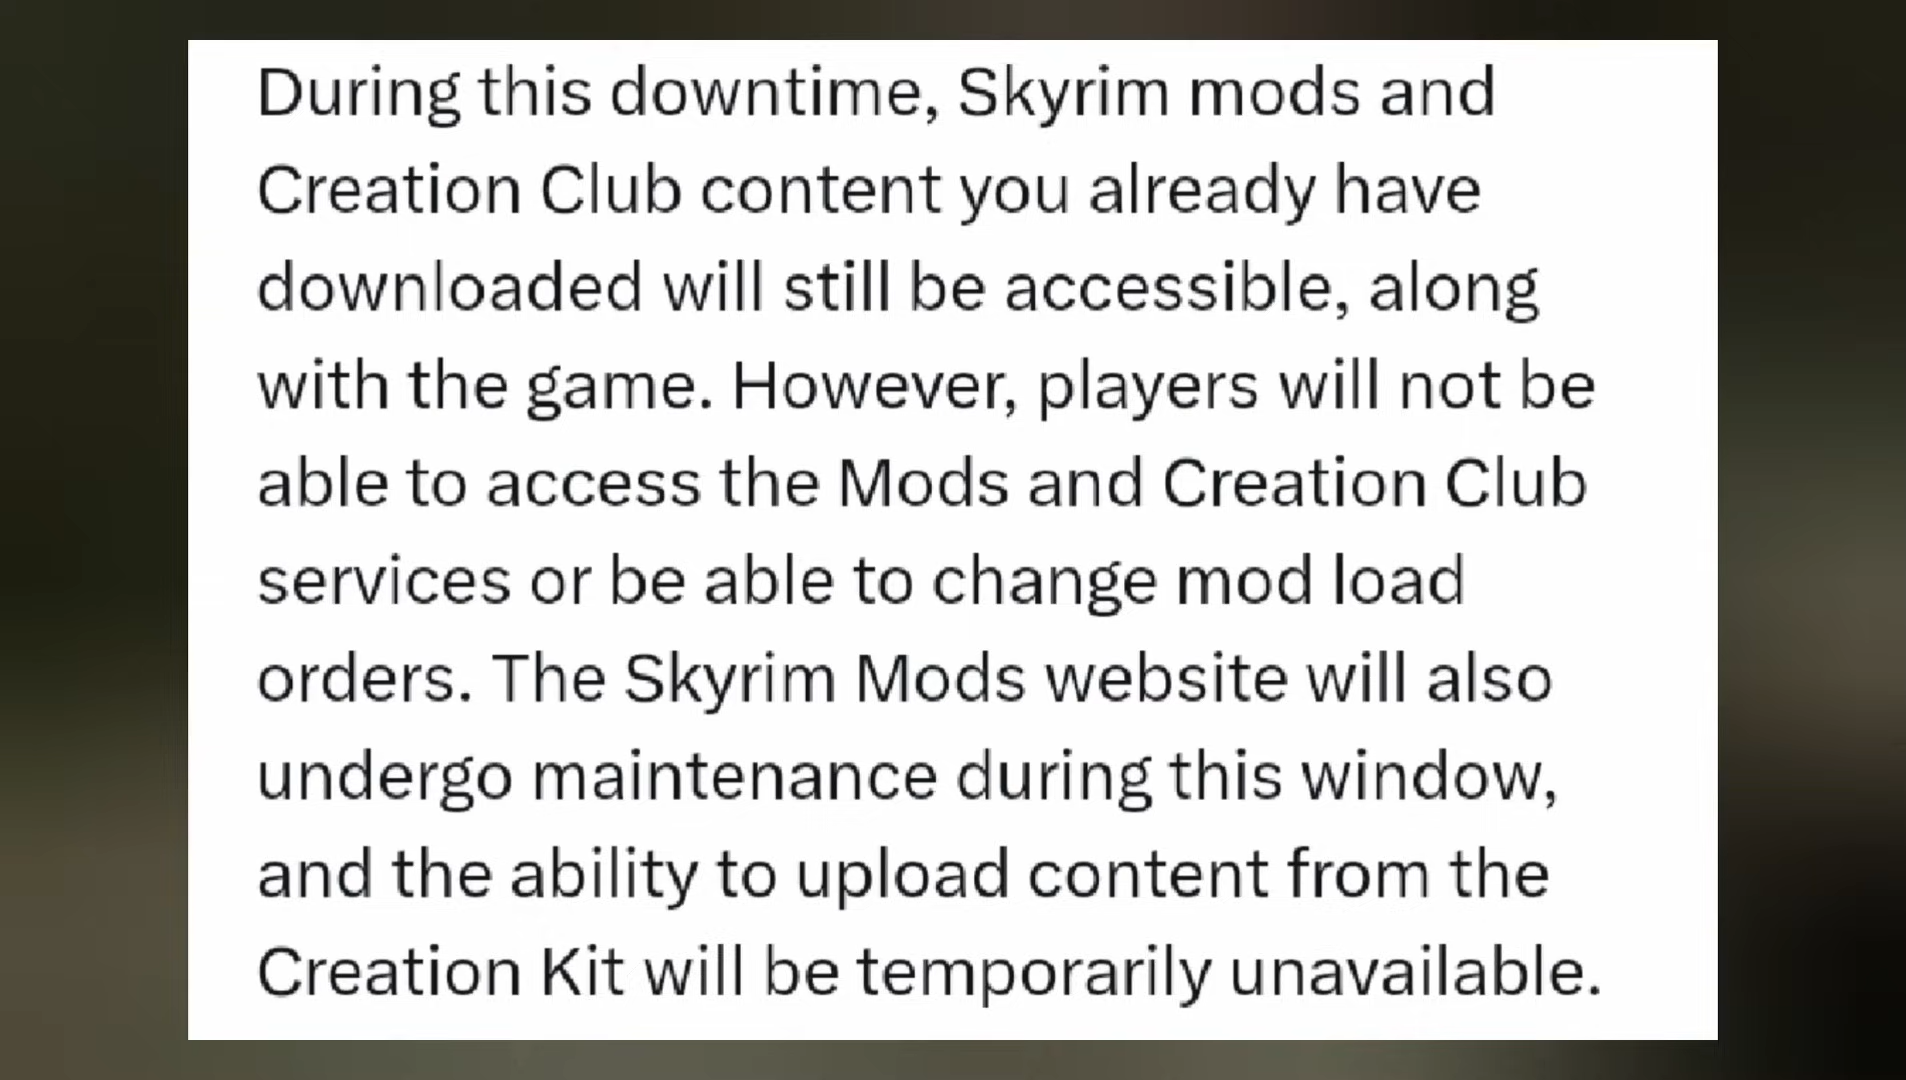 During this downtime, Skyrim mods and
Creation Club content you already have
downloaded will still be accessible, along
with the game. However, players will not be
able to access the Mods and Creation Club
services or be able to change mod load
orders. The Skyrim Mods website will also
undergo maintenance during this window,
and the ability to upload content from the
Creation Kit will be temporarily unavailable.